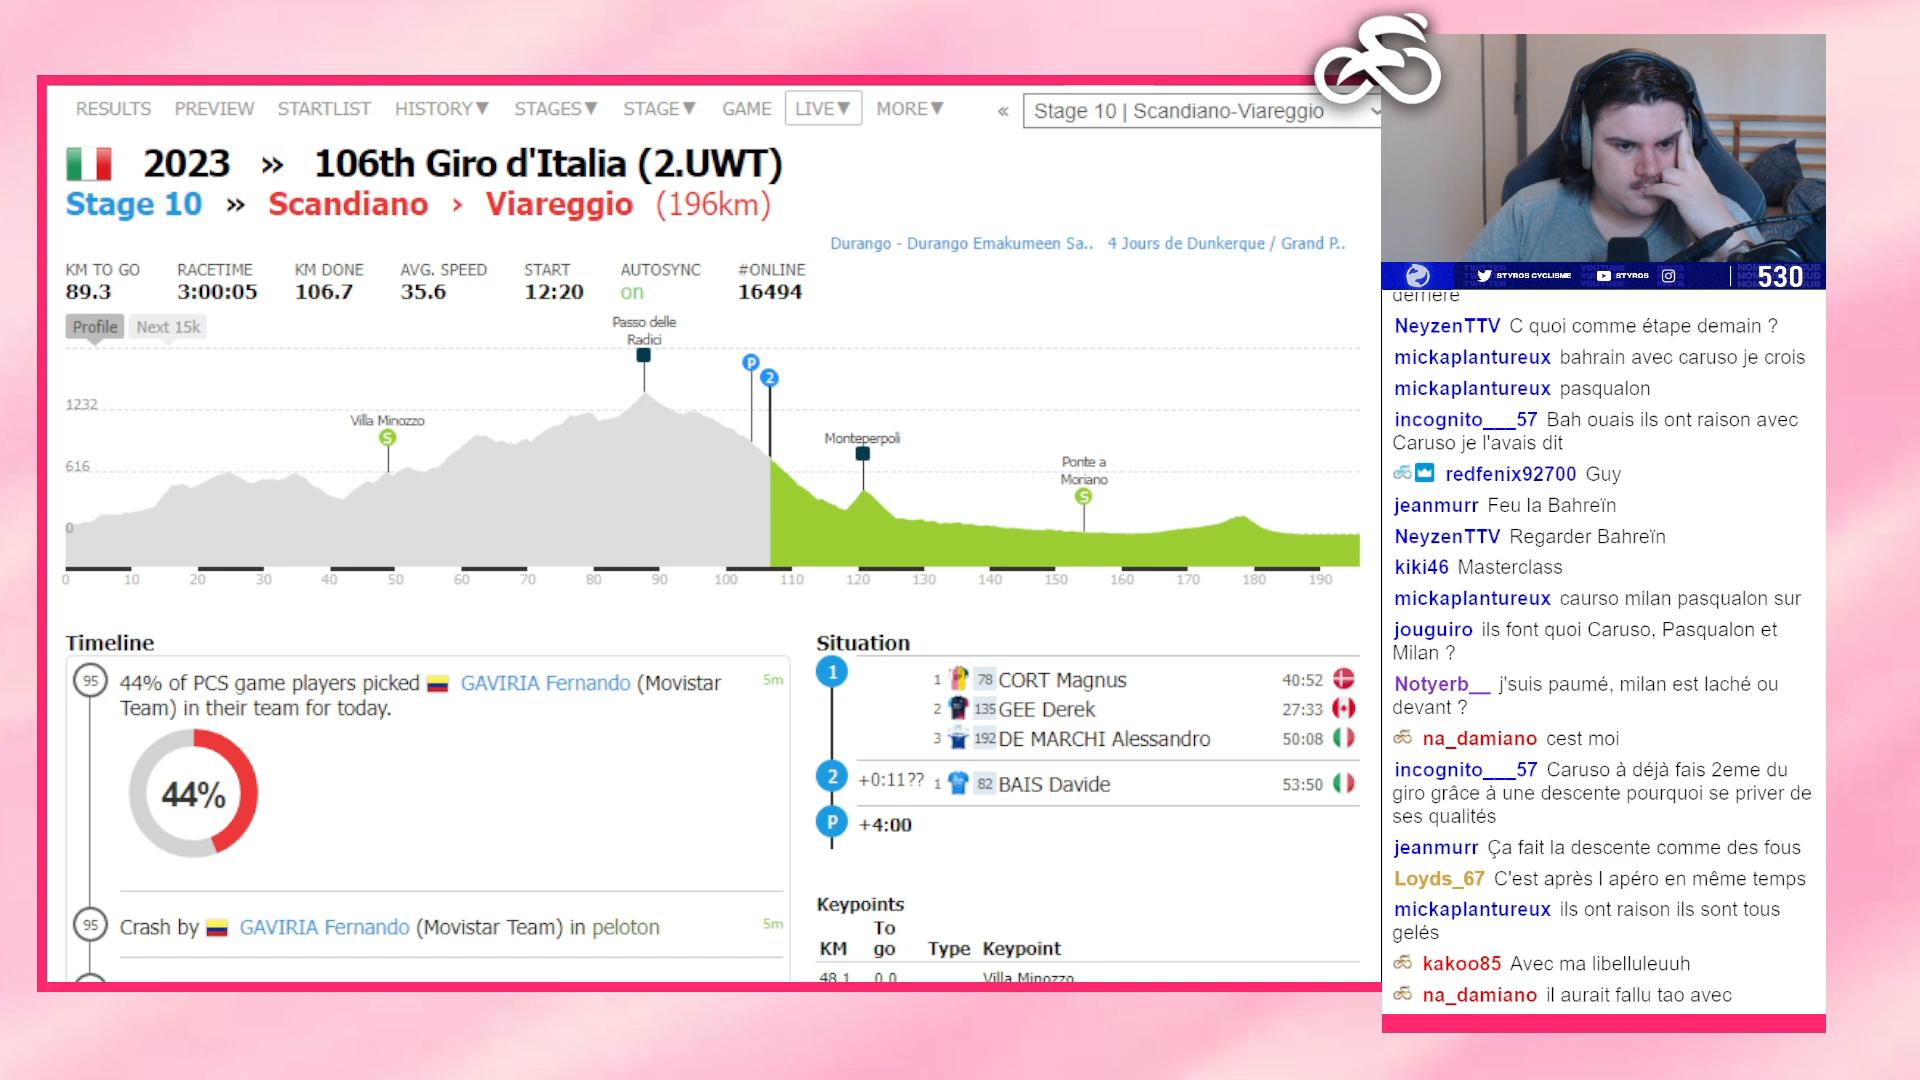 RESULTS PREVIEW STARTLIST HISTORY▼ STAGES▼ STAGE▼ GAME LIVE▼ MORE▼ « Stage 10 | Scandiano-Viareggio
2023 » 106th Giro d'Italia (2.UWT)
Stage 10 » Scandiano › Viareggio (196km)
Durango - Durango Emakumeen Sa.. 4 Jours de Dunkerque / Grand P..
KM TO GO RACETIME KM DONE AVG. SPEED START AUTOSYNC #ONLINE
89.3 3:00:05 106.7 35.6 12:20 on 16494
Profile Next 15k
Passo delle
Radici
P
2
1232
Villa Minozzo
S
Monteperpoli
616
Ponte a
Moriano
S
0
0 10 20 30 40 50 60 70 80 90 100 110 120 130 140 150 160 170 180 190
Timeline
95 44% of PCS game players picked GAVIRIA Fernando (Movistar 5m
Team) in their team for today.
44%
95 Crash by GAVIRIA Fernando (Movistar Team) in peloton 5m
Situation
1 1 78 CORT Magnus 40:52
2 135 GEE Derek 27:33
3 192 DE MARCHI Alessandro 50:08
2 +0:11?? 1 82 BAIS Davide 53:50
P +4:00
Keypoints
KM To go Type Keypoint
48.1 0.0 Villa Minozzo
STYROS CYCLISME STYROS 530
derrière
NeyzenTTV C quoi comme étape demain ?
mickaplantureux bahrain avec caruso je crois
mickaplantureux pasqualon
incognito___57 Bah ouais ils ont raison avec
Caruso je l'avais dit
redfenix92700 Guy
jeanmurr Feu la Bahreïn
NeyzenTTV Regarder Bahreïn
kiki46 Masterclass
mickaplantureux caurso milan pasqualon sur
jouguiro ils font quoi Caruso, Pasqualon et
Milan ?
Notyerb__ j'suis paumé, milan est laché ou
devant ?
na_damiano cest moi
incognito___57 Caruso à déjà fais 2eme du
giro grâce à une descente pourquoi se priver de
ses qualités
jeanmurr Ça fait la descente comme des fous
Loyds_67 C'est après l apéro en même temps
mickaplantureux ils ont raison ils sont tous
gelés
kakoo85 Avec ma libelluleuuh
na_damiano il aurait fallu tao avec